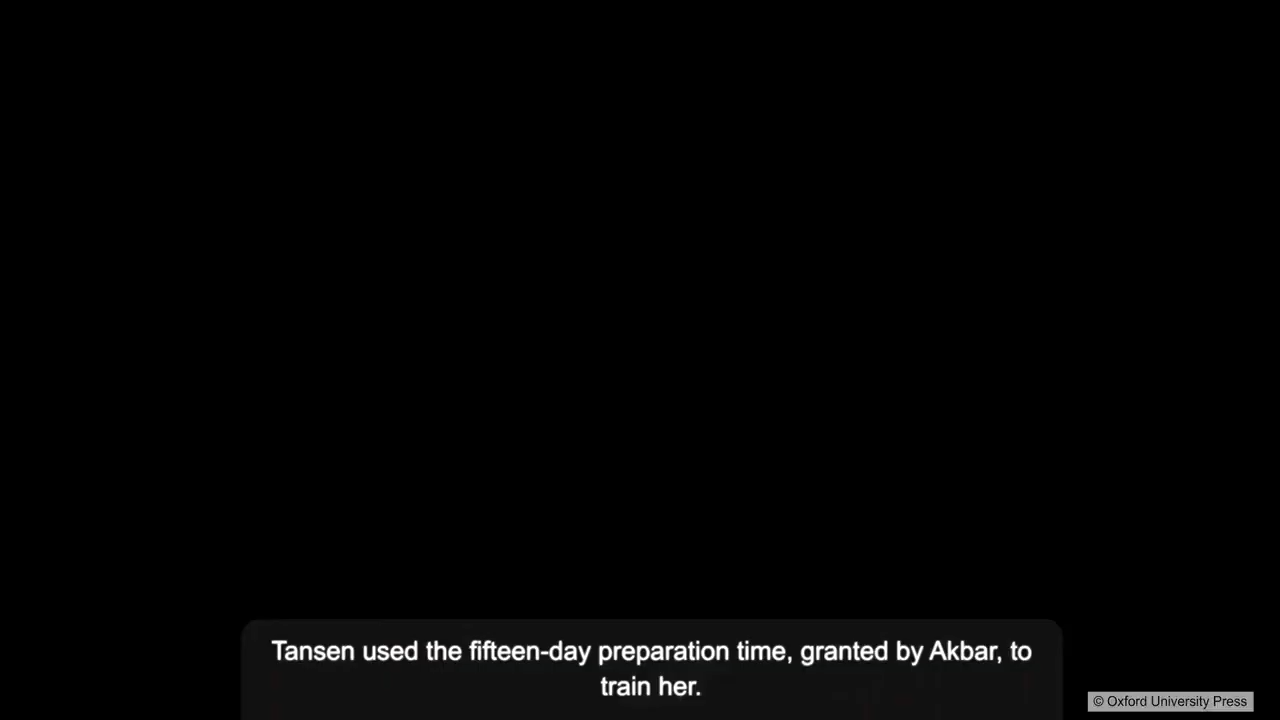 Tansen used the fifteen-day preparation time, granted by Akbar, to
train her.
© Oxford University Press